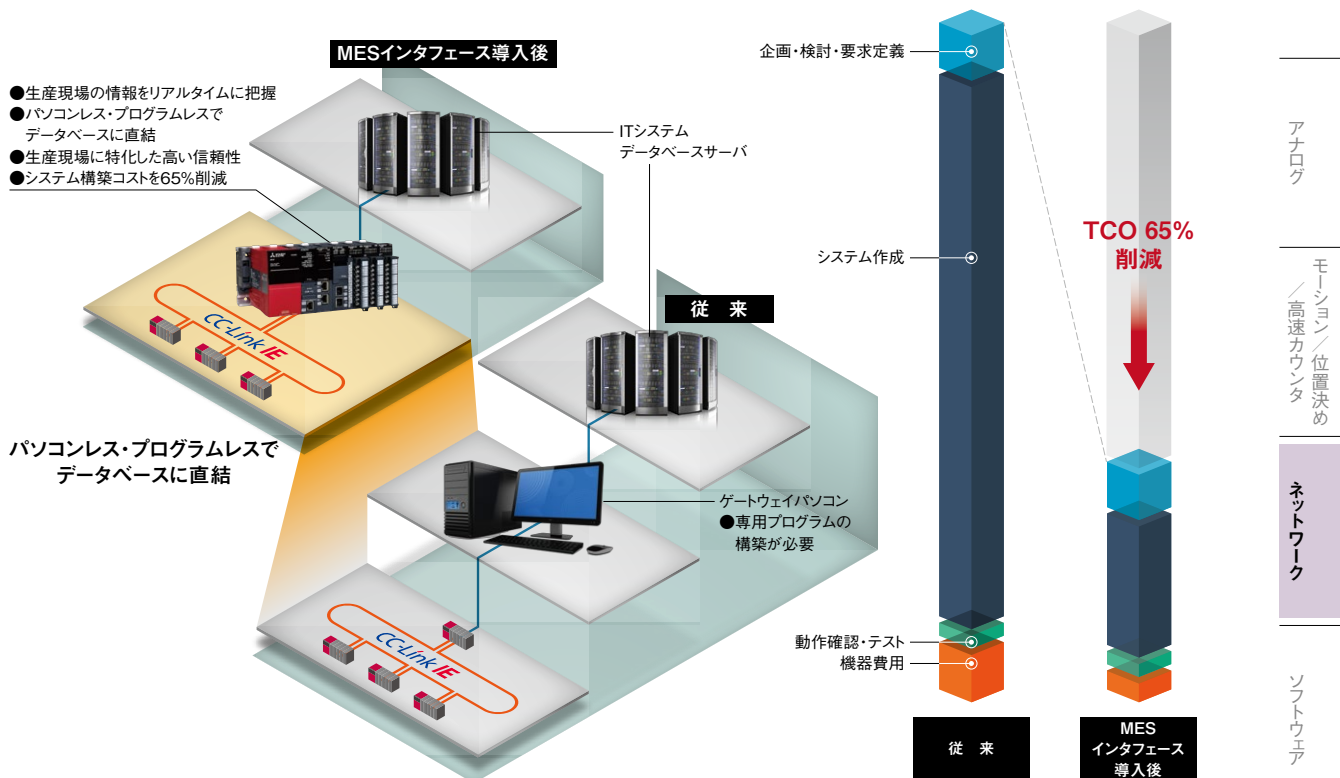 MESインタフェース導入後
●生産現場の情報をリアルタイムに把握
●パソコンレス・プログラムレスで
データベースに直結
●生産現場に特化した高い信頼性
●システム構築コストを65%削減
ITシステム
データベースサーバ
CC-Link IE
パソコンレス・プログラムレスで
データベースに直結
従 来
ゲートウェイパソコン
●専用プログラムの
構築が必要
CC-Link IE
企画・検討・要求定義
システム作成
動作確認・テスト
機器費用
従 来
TCO 65%
削減
MES
インタフェース
導入後
アナログ
モーション/位置決め
/高速カウンタ
ネットワーク
ソフトウェア